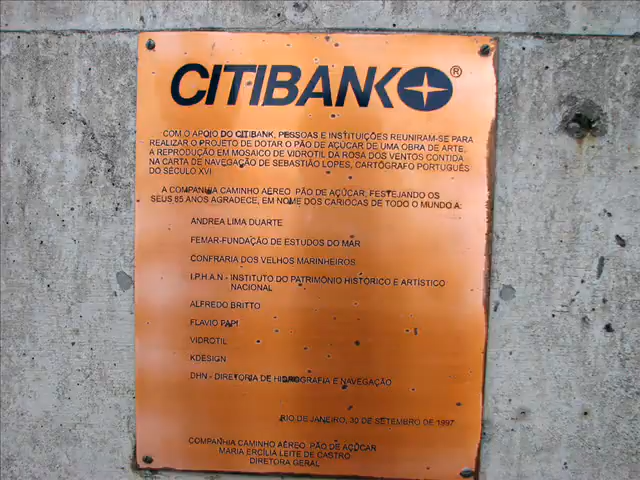 CITIBANK®
COM O APOIO DO CITIBANK, PESSOAS E INSTITUIÇÕES REUNIRAM-SE PARA
REALIZAR O PROJETO DE DOTAR O PÃO DE AÇÚCAR DE UMA OBRA DE ARTE.
A REPRODUÇÃO EM MOSAICO DE VIDROTIL DA ROSA DOS VENTOS CONTIDA
NA CARTA DE NAVEGAÇÃO DE SEBASTIÃO LOPES, CARTÓGRAFO PORTUGUÊS
DO SÉCULO XVI
A COMPANHIA CAMINHO AÉREO PÃO DE AÇÚCAR, FESTEJANDO OS
SEUS 85 ANOS AGRADECE, EM NOME DOS CARIOCAS DE TODO O MUNDO A:
ANDREA LIMA DUARTE
FEMAR-FUNDAÇÃO DE ESTUDOS DO MAR
CONFRARIA DOS VELHOS MARINHEIROS
I.P.H.A.N - INSTITUTO DO PATRIMÔNIO HISTÓRICO E ARTÍSTICO
NACIONAL
ALFREDO BRITTO
FLAVIO PAPI
VIDROTIL
KDESIGN
DHN - DIRETORIA DE HIDROGRAFIA E NAVEGAÇÃO
RIO DE JANEIRO, 30 DE SETEMBRO DE 1997
COMPANHIA CAMINHO AÉREO PÃO DE AÇÚCAR
MARIA ERCÍLIA LEITE DE CASTRO
DIRETORA GERAL